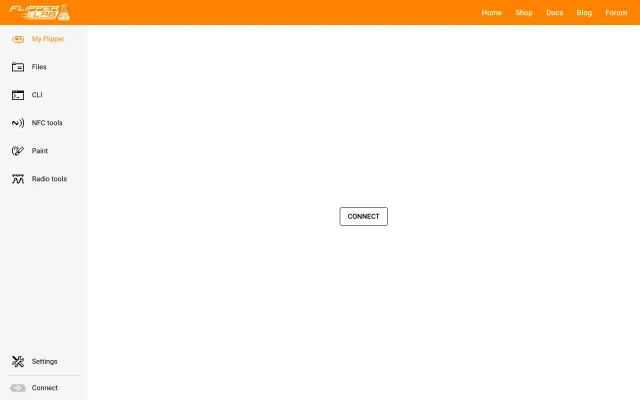 FLIPPER
LAB
Home
Shop
Docs
Blog
Forum
My Flipper
Files
CLI
NFC tools
Paint
Radio tools
CONNECT
Settings
Connect